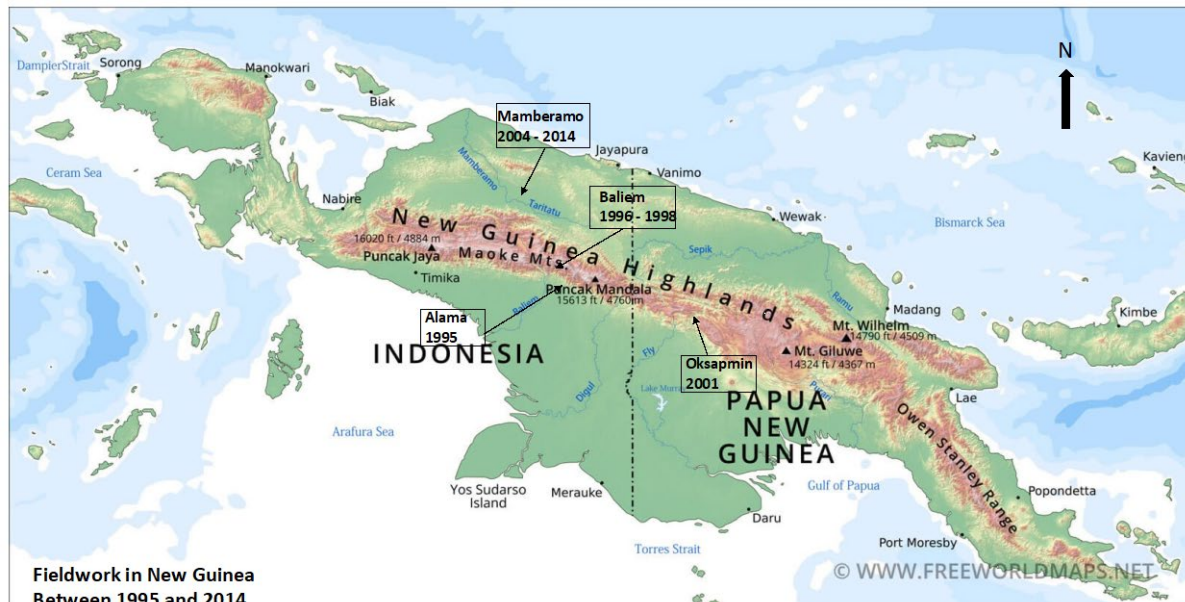 DampierStrait
Sorong
Manokwari
Biak
N
Mamberamo
2004 - 2014
Jayapura
Vanimo
Kavieng
Ceram Sea
Mamberamo
Nabire
Taritatu
Baliem
1996 - 1998
Wewak
Bismarck Sea
New Guinea Highlands
16020 ft / 4884 m
Puncak Jaya
Maoke Mts.
Sepik
Timika
Puncak Mandala
15613 ft / 4760 m
Ramu
Madang
Kimbe
Baliem
Alama
1995
Mt. Wilhelm
14790 ft / 4509 m
INDONESIA
Fly
Mt. Giluwe
14324 ft / 4367 m
Oksapmin
2001
Digul
Lake Murray
Purari
Lae
PAPUA
NEW
GUINEA
Owen Stanley Range
Arafura Sea
Yos Sudarso
Island
Merauke
Gulf of Papua
Popondetta
Daru
Port Moresby
Torres Strait
© WWW.FREEWORLDMAPS.NET
Fieldwork in New Guinea
Between 1995 and 2014